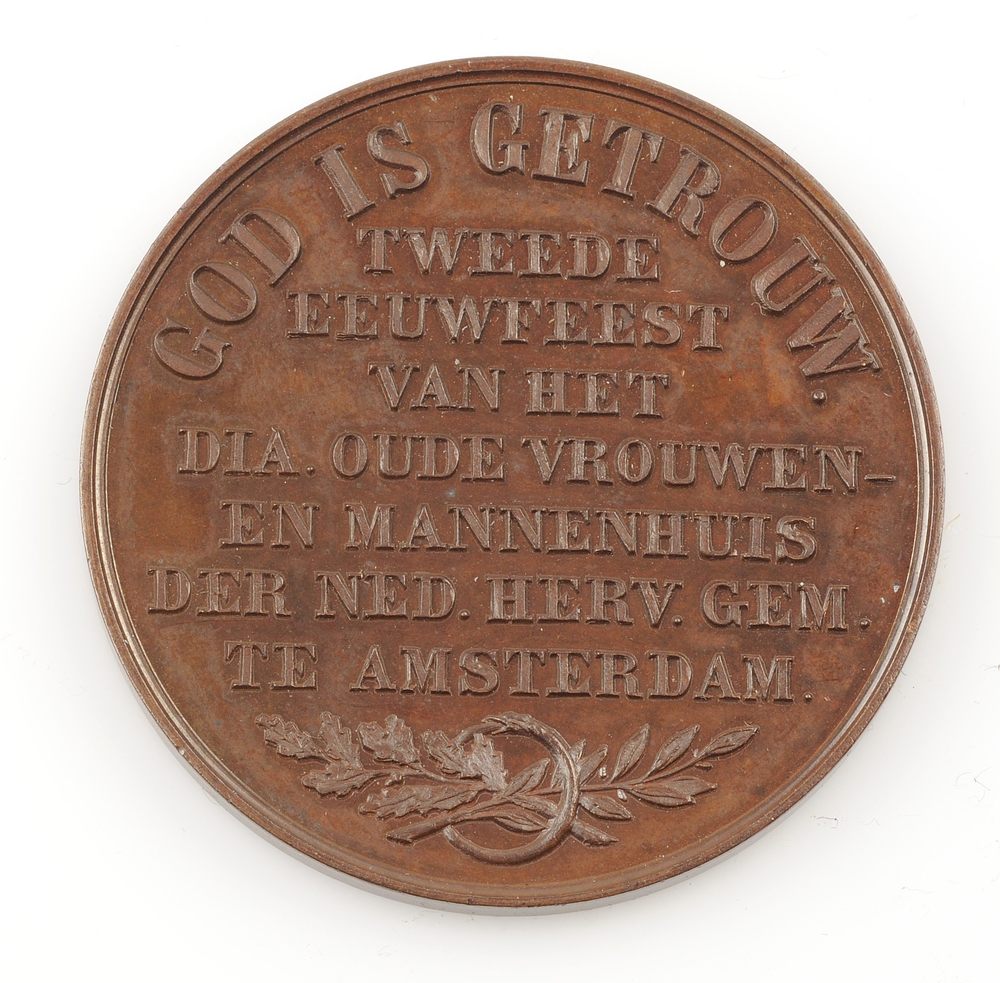 GOD IS GETROUW.
TWEEDE
EEUWFEEST
VAN HET
DIA. OUDE VROUWEN-
EN MANNENHUIS
DER NED. HERV. GEM.
TE AMSTERDAM.